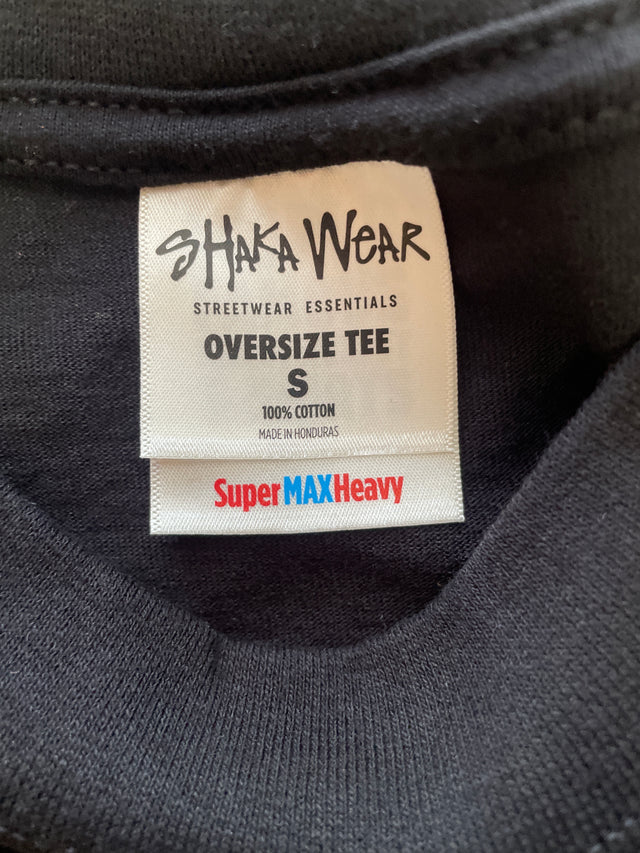 SHAKA WEAR
STREETWEAR ESSENTIALS
OVERSIZE TEE
S
100% COTTON
MADE IN HONDURAS
SuperMAXHeavy